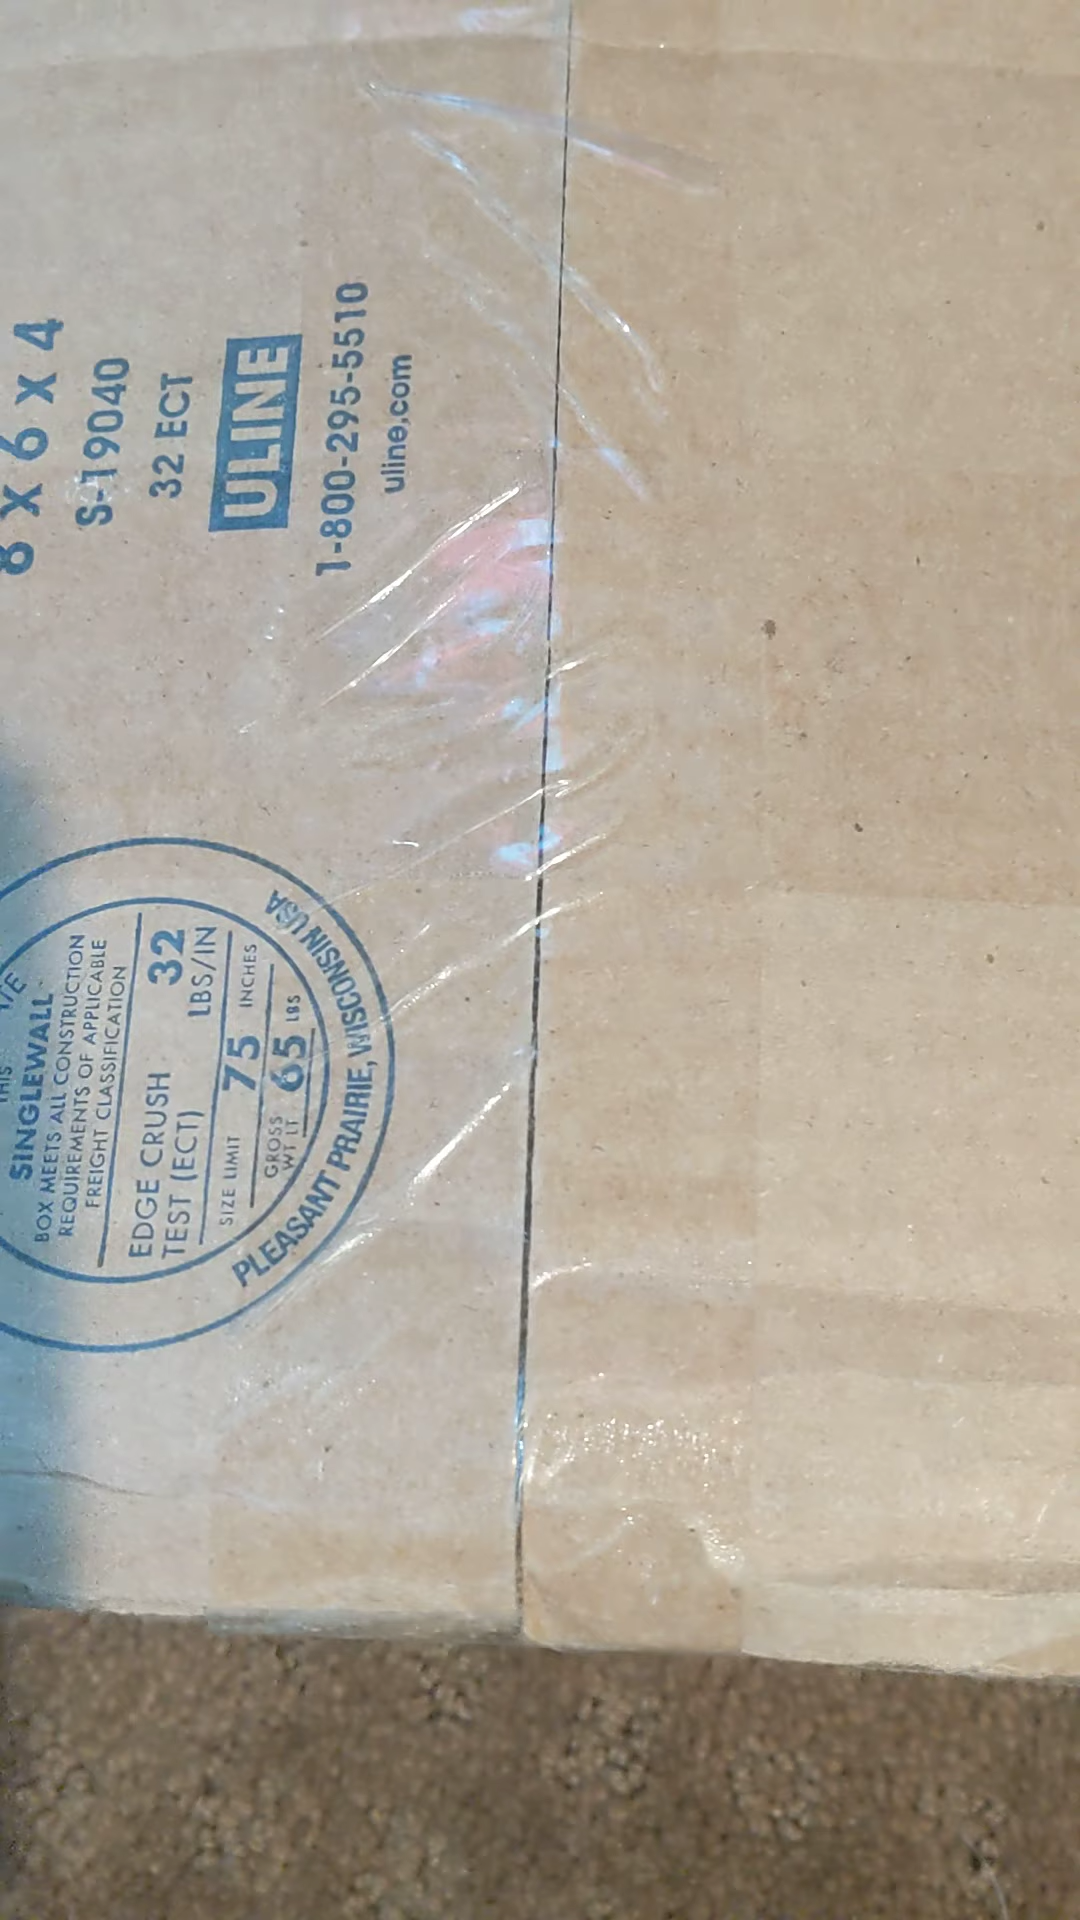 8 X 6 X 4
S-19040
32 ECT
ULINE
1-800-295-5510
uline.com
THIS
SINGLEWALL
BOX MEETS ALL CONSTRUCTION
REQUIREMENTS OF APPLICABLE
FREIGHT CLASSIFICATION
EDGE CRUSH 32
TEST (ECT) LBS/IN
SIZE LIMIT 75 INCHES
GROSS
WT LT 65 LBS
PLEASANT PRAIRIE, WISCONSIN USA